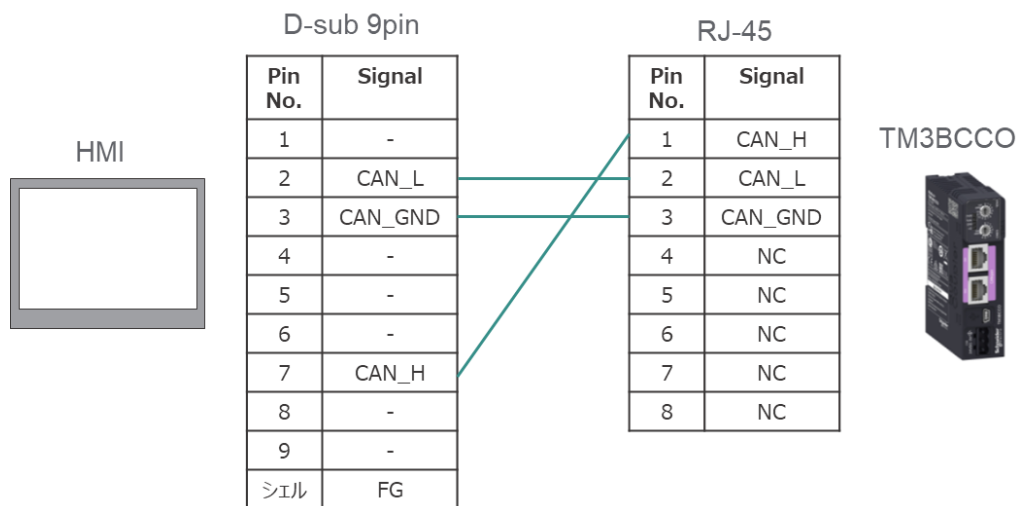 D-sub 9pin
RJ-45
HMI
TM3BCCO
Pin No. Signal
1 -
2 CAN_L
3 CAN_GND
4 -
5 -
6 -
7 CAN_H
8 -
9 -
シェル FG
Pin No. Signal
1 CAN_H
2 CAN_L
3 CAN_GND
4 NC
5 NC
6 NC
7 NC
8 NC